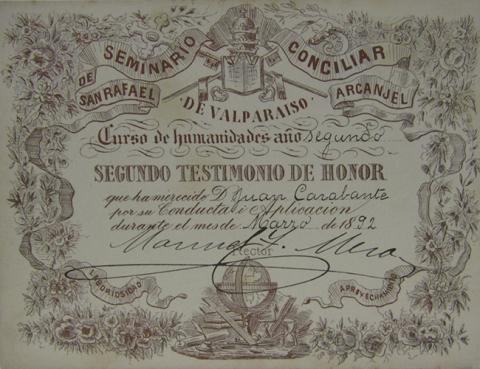 SEMINARIO CONCILIAR
DE SAN RAFAEL ARCANJEL
DE VALPARAISO
Curso de humanidades año segundo
SEGUNDO TESTIMONIO DE HONOR
que ha merecido D. Juan Carabante
por su Conducta i Aplicacion
durante el mes de Marzo de 1892
Manuel Mera
Rector
LABORIOSIDAD
APROVECHAMIENTO